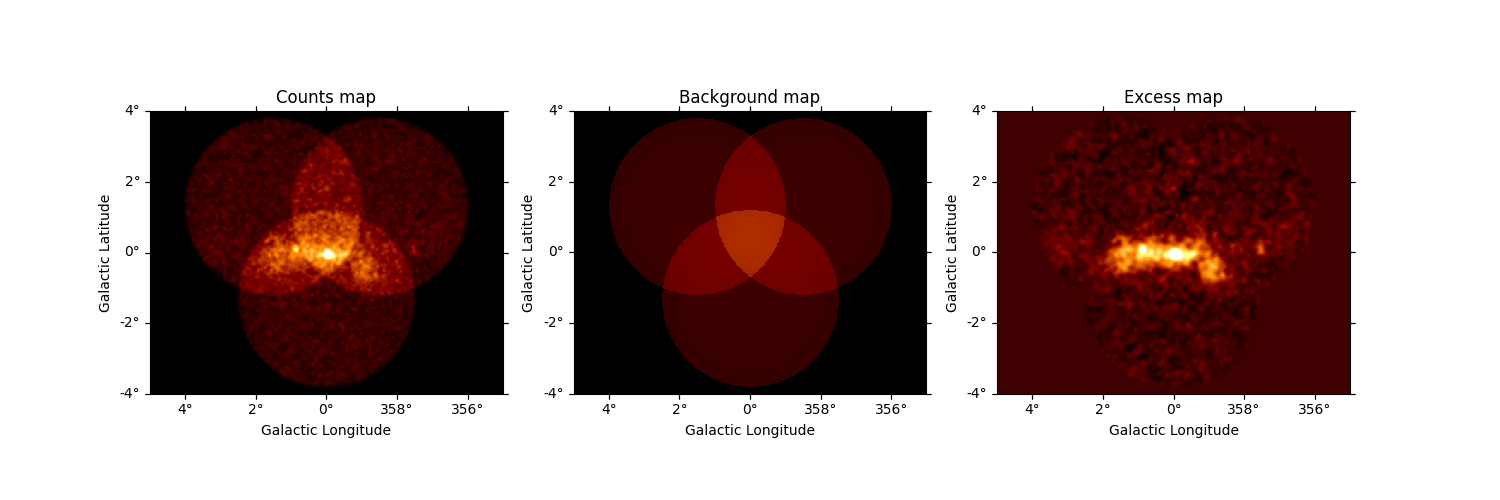 Counts map
4°
2°
0°
-2°
-4°
Galactic Latitude
4° 2° 0° 358° 356°
Galactic Longitude
Background map
4°
2°
0°
-2°
-4°
Galactic Latitude
4° 2° 0° 358° 356°
Galactic Longitude
Excess map
4°
2°
0°
-2°
-4°
Galactic Latitude
4° 2° 0° 358° 356°
Galactic Longitude